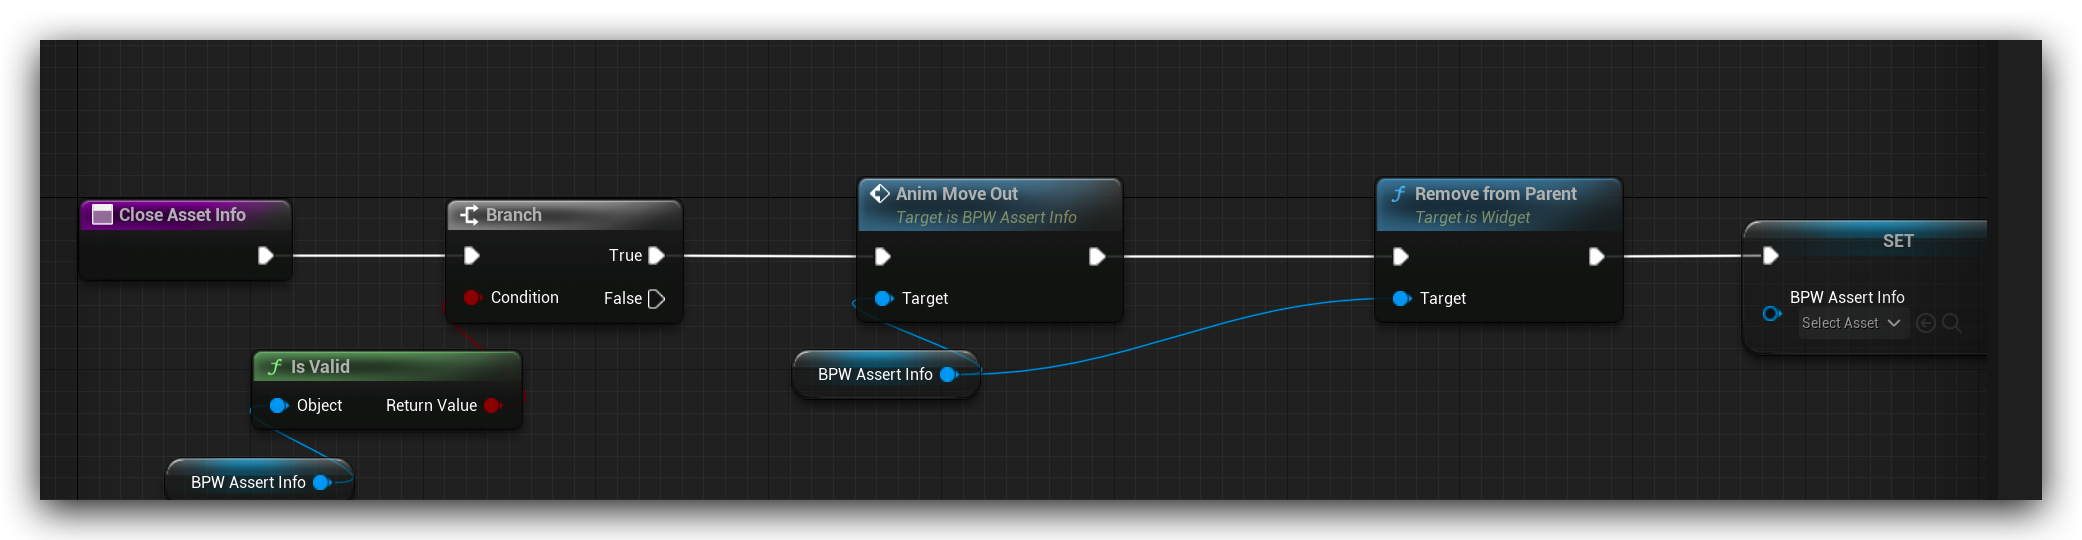 Close Asset Info
Branch
True
Condition
False
Is Valid
Object
Return Value
BPW Assert Info
Anim Move Out
Target is BPW Assert Info
Target
BPW Assert Info
Remove from Parent
Target is Widget
Target
SET
BPW Assert Info
Select Asset